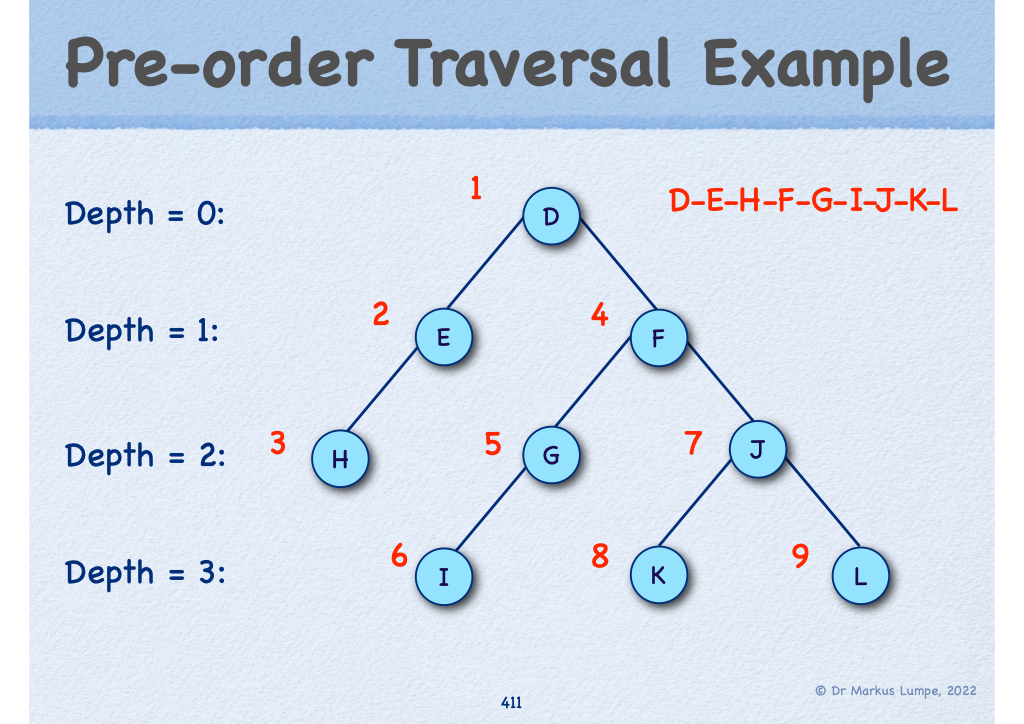 Pre-order Traversal Example
Depth = 0:
1
D
D-E-H-F-G-I-J-K-L
Depth = 1:
2
E
4
F
Depth = 2:
3
H
5
G
7
J
Depth = 3:
6
I
8
K
9
L
© Dr Markus Lumpe, 2022
411